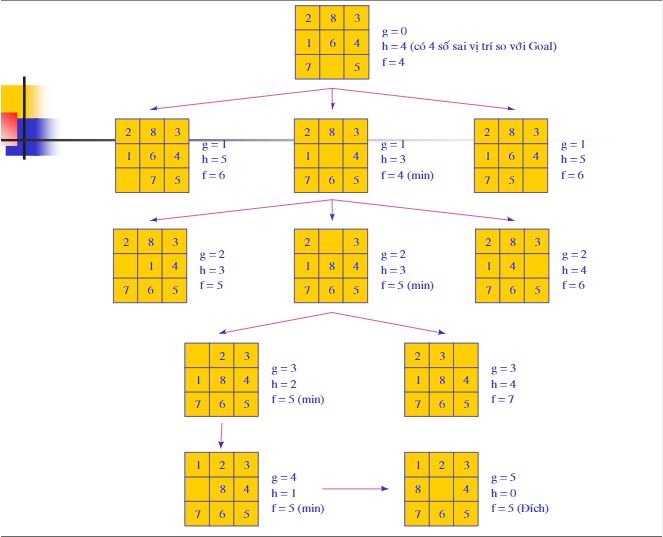 2 8 3
1 6 4
7 5
g = 0
h = 4 (có 4 số sai vị trí so với Goal)
f = 4
2 8 3
1 6 4
7 5
g = 1
h = 5
f = 6
2 8 3
1 4
7 6 5
g = 1
h = 3
f = 4 (min)
2 8 3
1 6 4
7 5
g = 1
h = 5
f = 6
2 8 3
1 4
7 6 5
g = 2
h = 3
f = 5
2 3
1 8 4
7 6 5
g = 2
h = 3
f = 5 (min)
2 8 3
1 4
7 6 5
g = 2
h = 4
f = 6
2 3
1 8 4
7 6 5
g = 3
h = 2
f = 5 (min)
2 3
1 8 4
7 6 5
g = 3
h = 4
f = 7
1 2 3
8 4
7 6 5
g = 4
h = 1
f = 5 (min)
1 2 3
8 4
7 6 5
g = 5
h = 0
f = 5 (Đích)